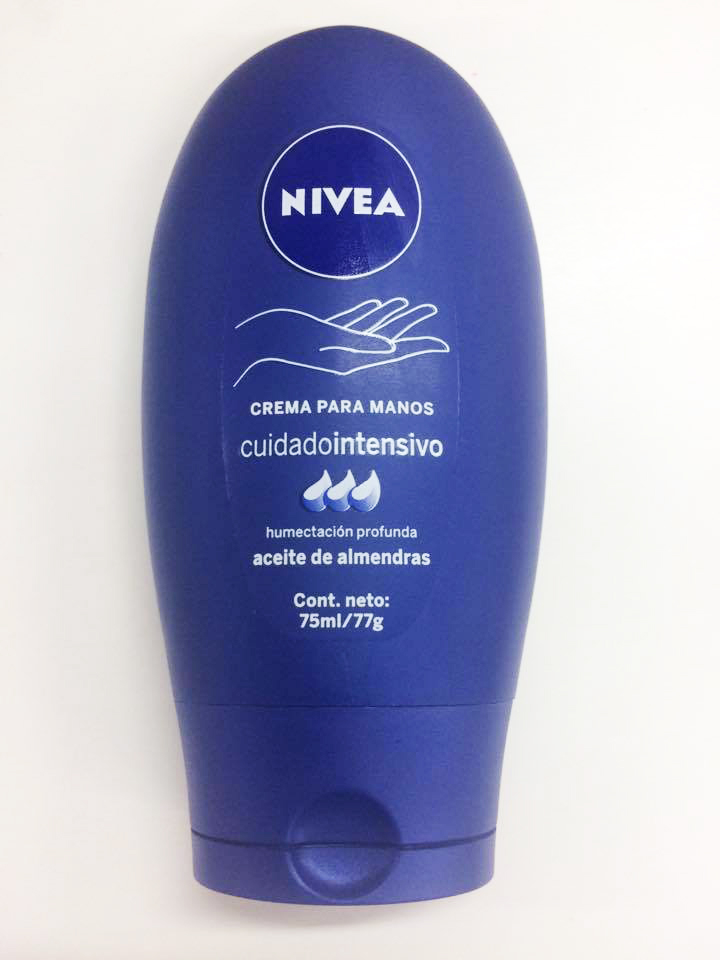 NIVEA
CREMA PARA MANOS
cuidadointensivo
humectación profunda
aceite de almendras
Cont. neto:
75ml/77g